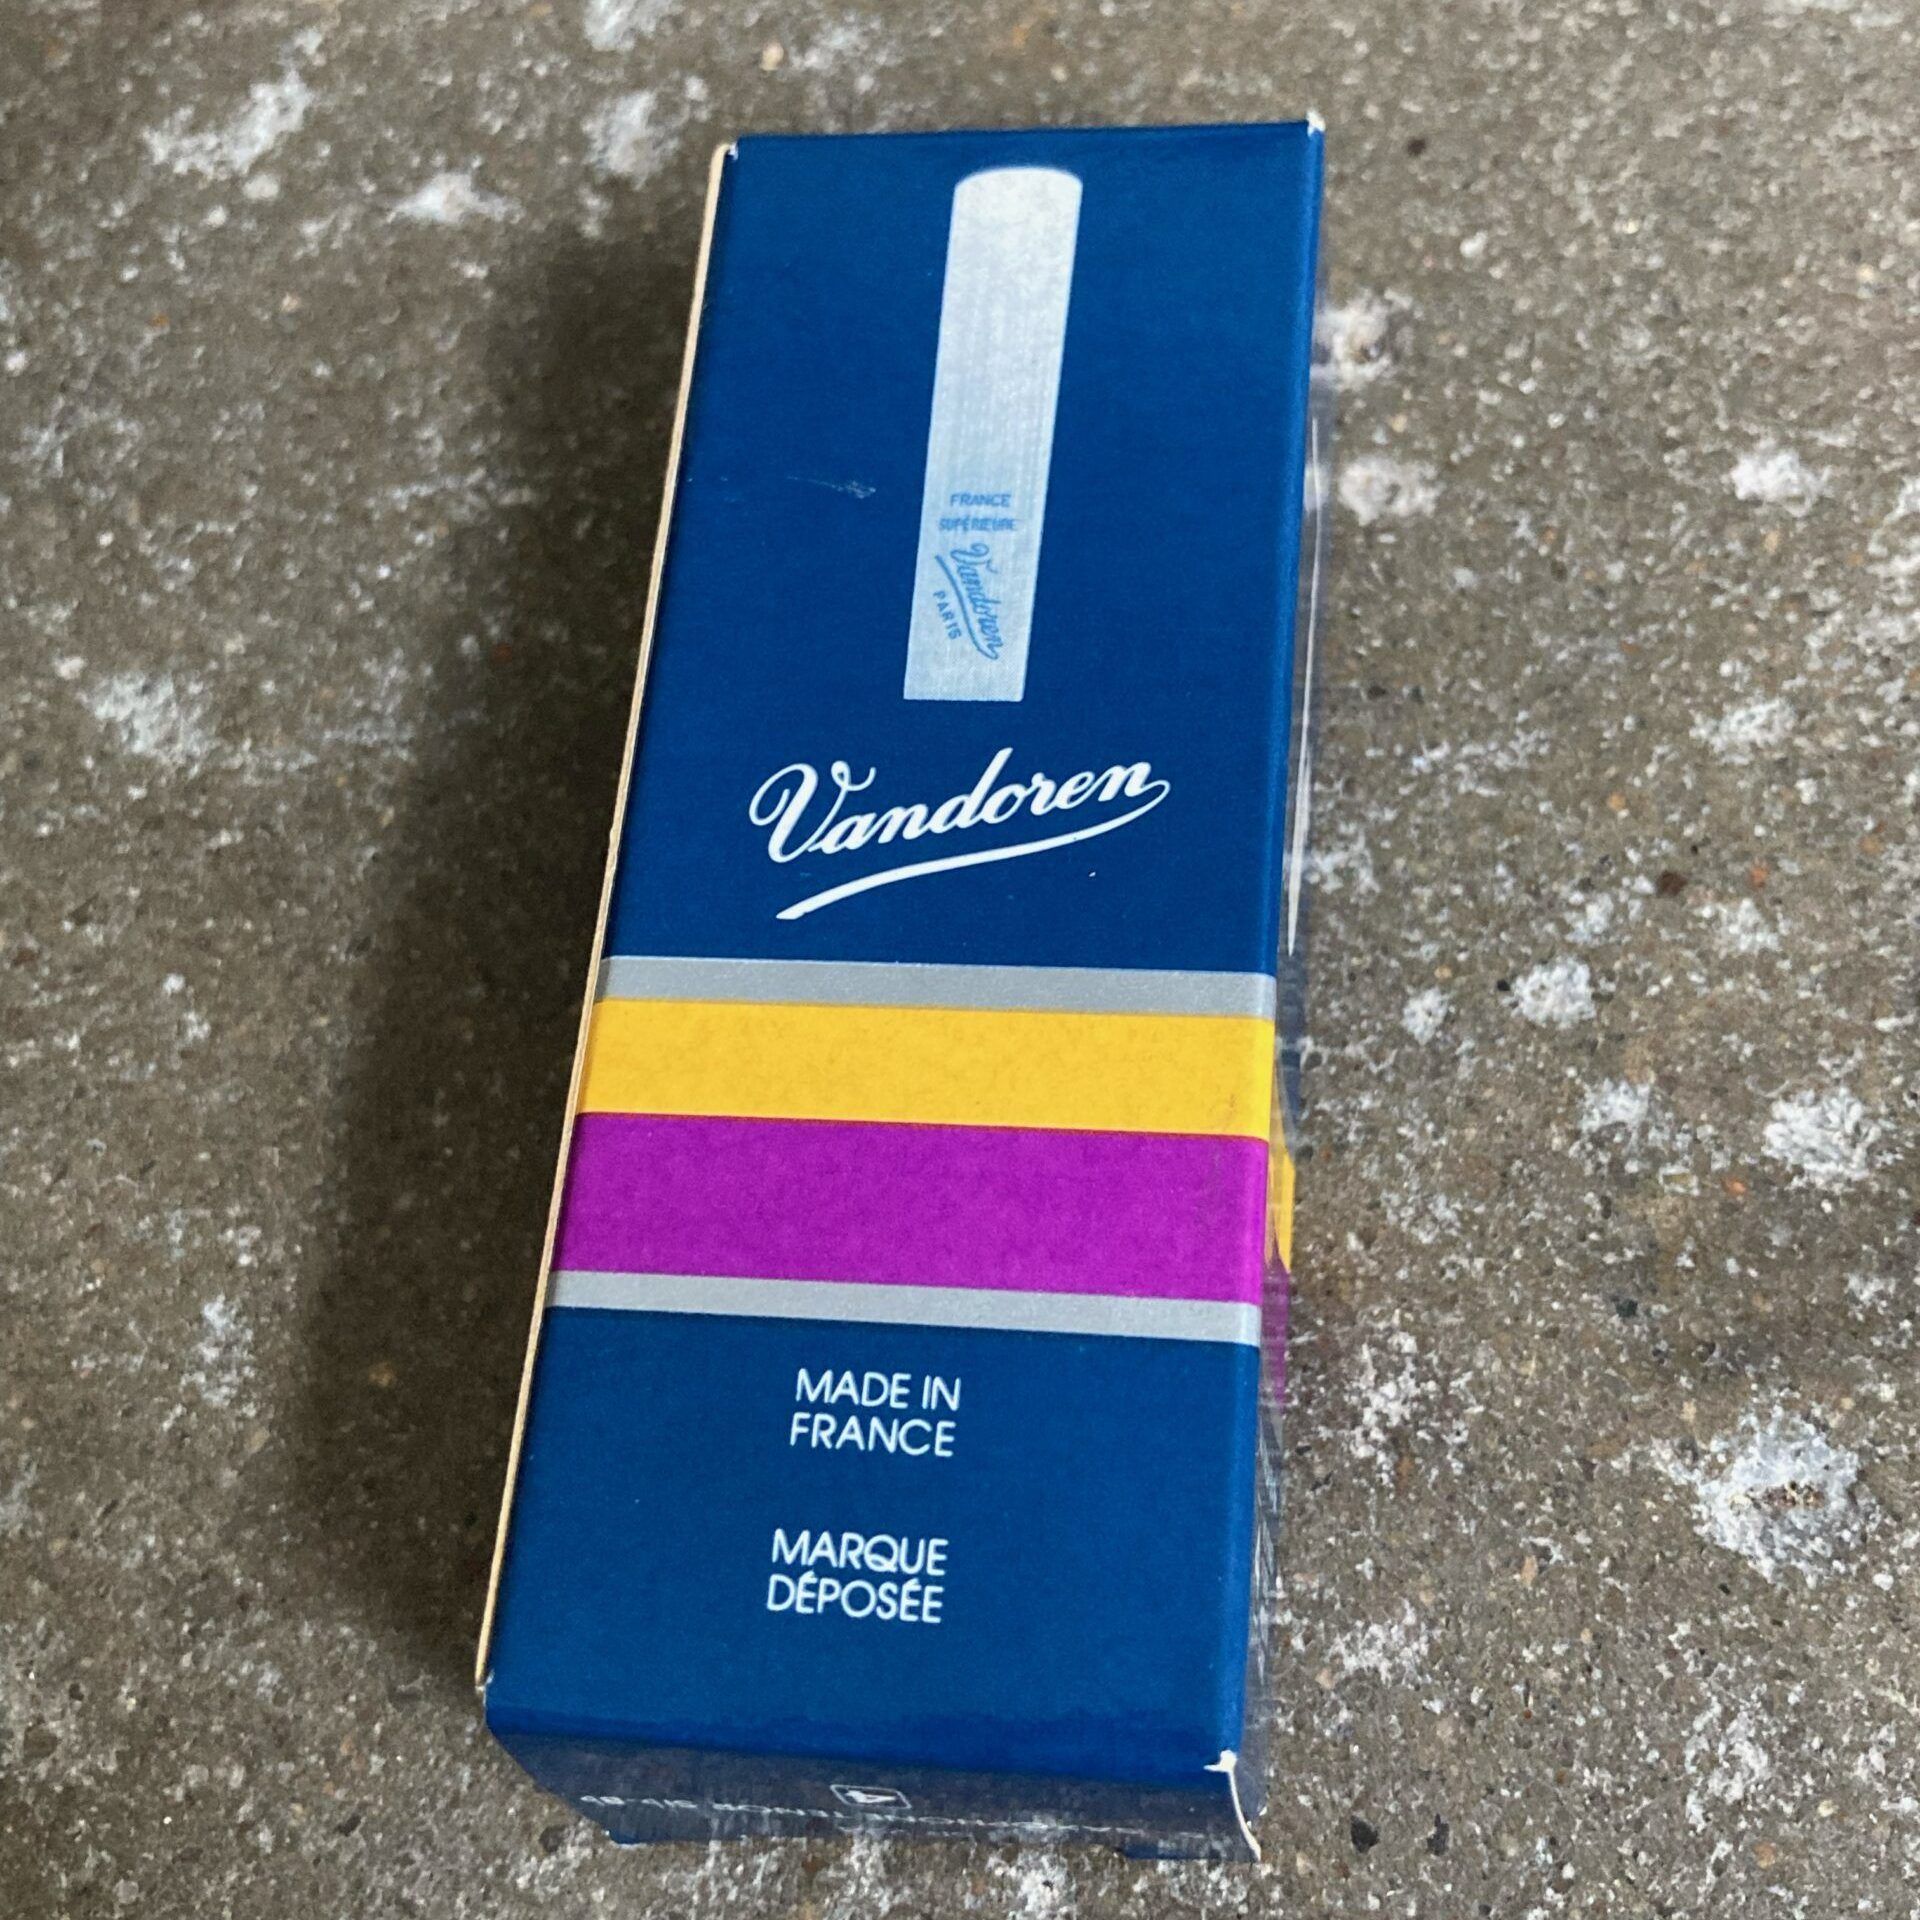 FRANCE
SUPÉRIEURE
Vandoren
PARIS
Vandoren
MADE IN
FRANCE
MARQUE
DÉPOSÉE